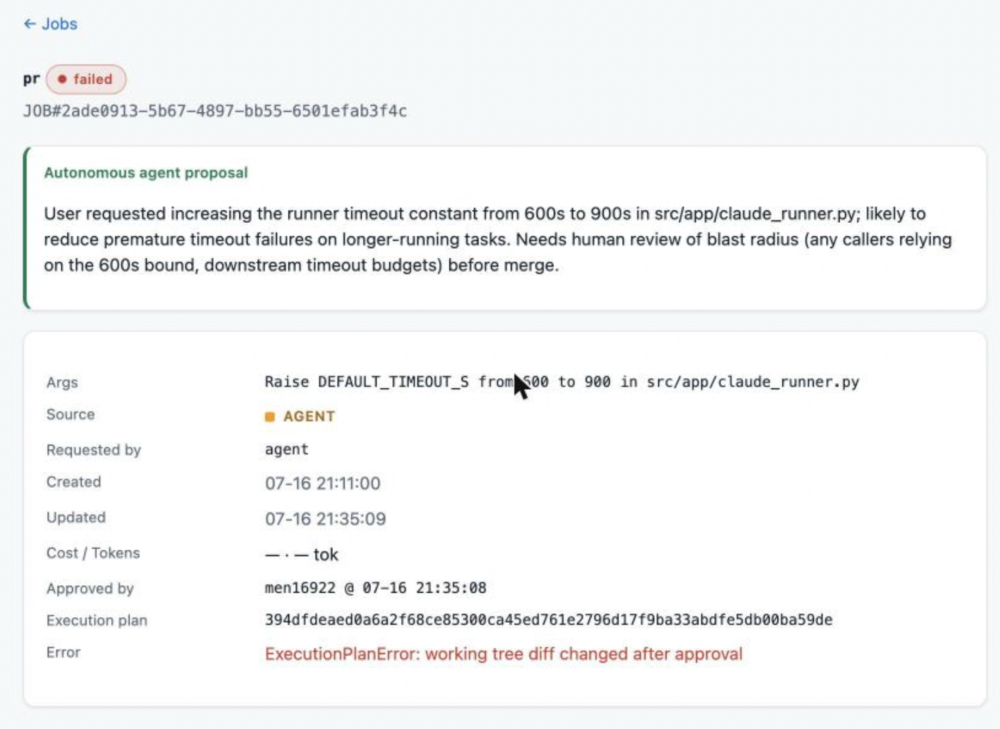 ← Jobs
pr ● failed
JOB#2ade0913-5b67-4897-bb55-6501efab3f4c
Autonomous agent proposal
User requested increasing the runner timeout constant from 600s to 900s in src/app/claude_runner.py; likely to
reduce premature timeout failures on longer-running tasks. Needs human review of blast radius (any callers relying
on the 600s bound, downstream timeout budgets) before merge.
Args Raise DEFAULT_TIMEOUT_S from 600 to 900 in src/app/claude_runner.py
Source AGENT
Requested by agent
Created 07-16 21:11:00
Updated 07-16 21:35:09
Cost / Tokens — · — tok
Approved by men16922 @ 07-16 21:35:08
Execution plan 394dfdeaed0a6a2f68ce85300ca45ed761e2796d17f9ba33abdfe5db00ba59de
Error ExecutionPlanError: working tree diff changed after approval